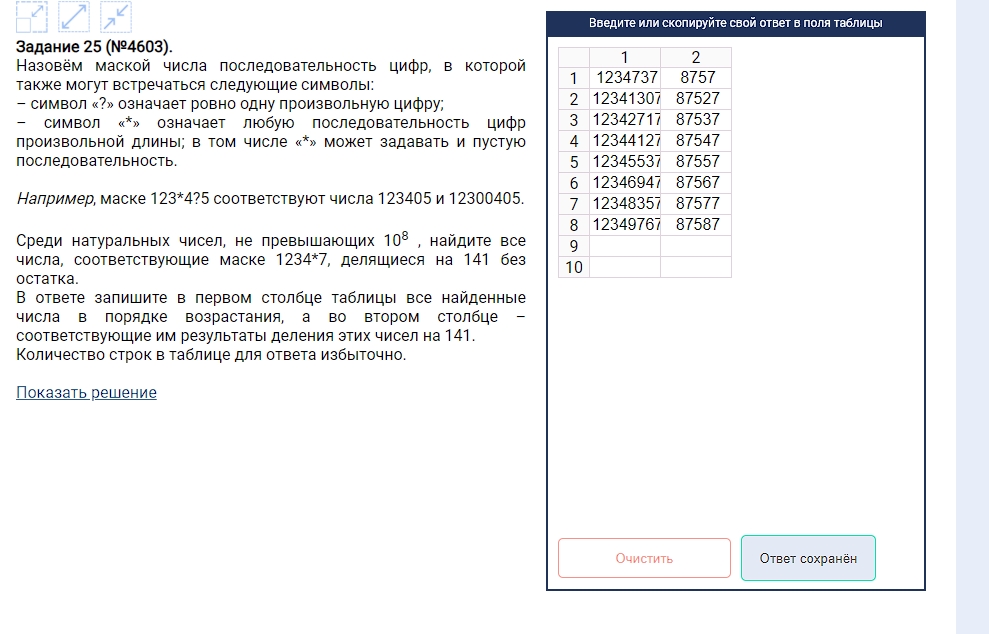 Задание 25 (№4603).
Назовём маской числа последовательность цифр, в которой
также могут встречаться следующие символы:
– символ «?» означает ровно одну произвольную цифру;
– символ «*» означает любую последовательность цифр
произвольной длины; в том числе «*» может задавать и пустую
последовательность.
Например, маске 123*4?5 соответствуют числа 123405 и 12300405.
Среди натуральных чисел, не превышающих 10⁸ , найдите все
числа, соответствующие маске 1234*7, делящиеся на 141 без
остатка.
В ответе запишите в первом столбце таблицы все найденные
числа в порядке возрастания, а во втором столбце –
соответствующие им результаты деления этих чисел на 141.
Количество строк в таблице для ответа избыточно.
Показать решение
Введите или скопируйте свой ответ в поля таблицы
1 2
1 1234737 8757
2 12341307 87527
3 12342717 87537
4 12344127 87547
5 12345537 87557
6 12346947 87567
7 12348357 87577
8 12349767 87587
9
10
Очистить
Ответ сохранён